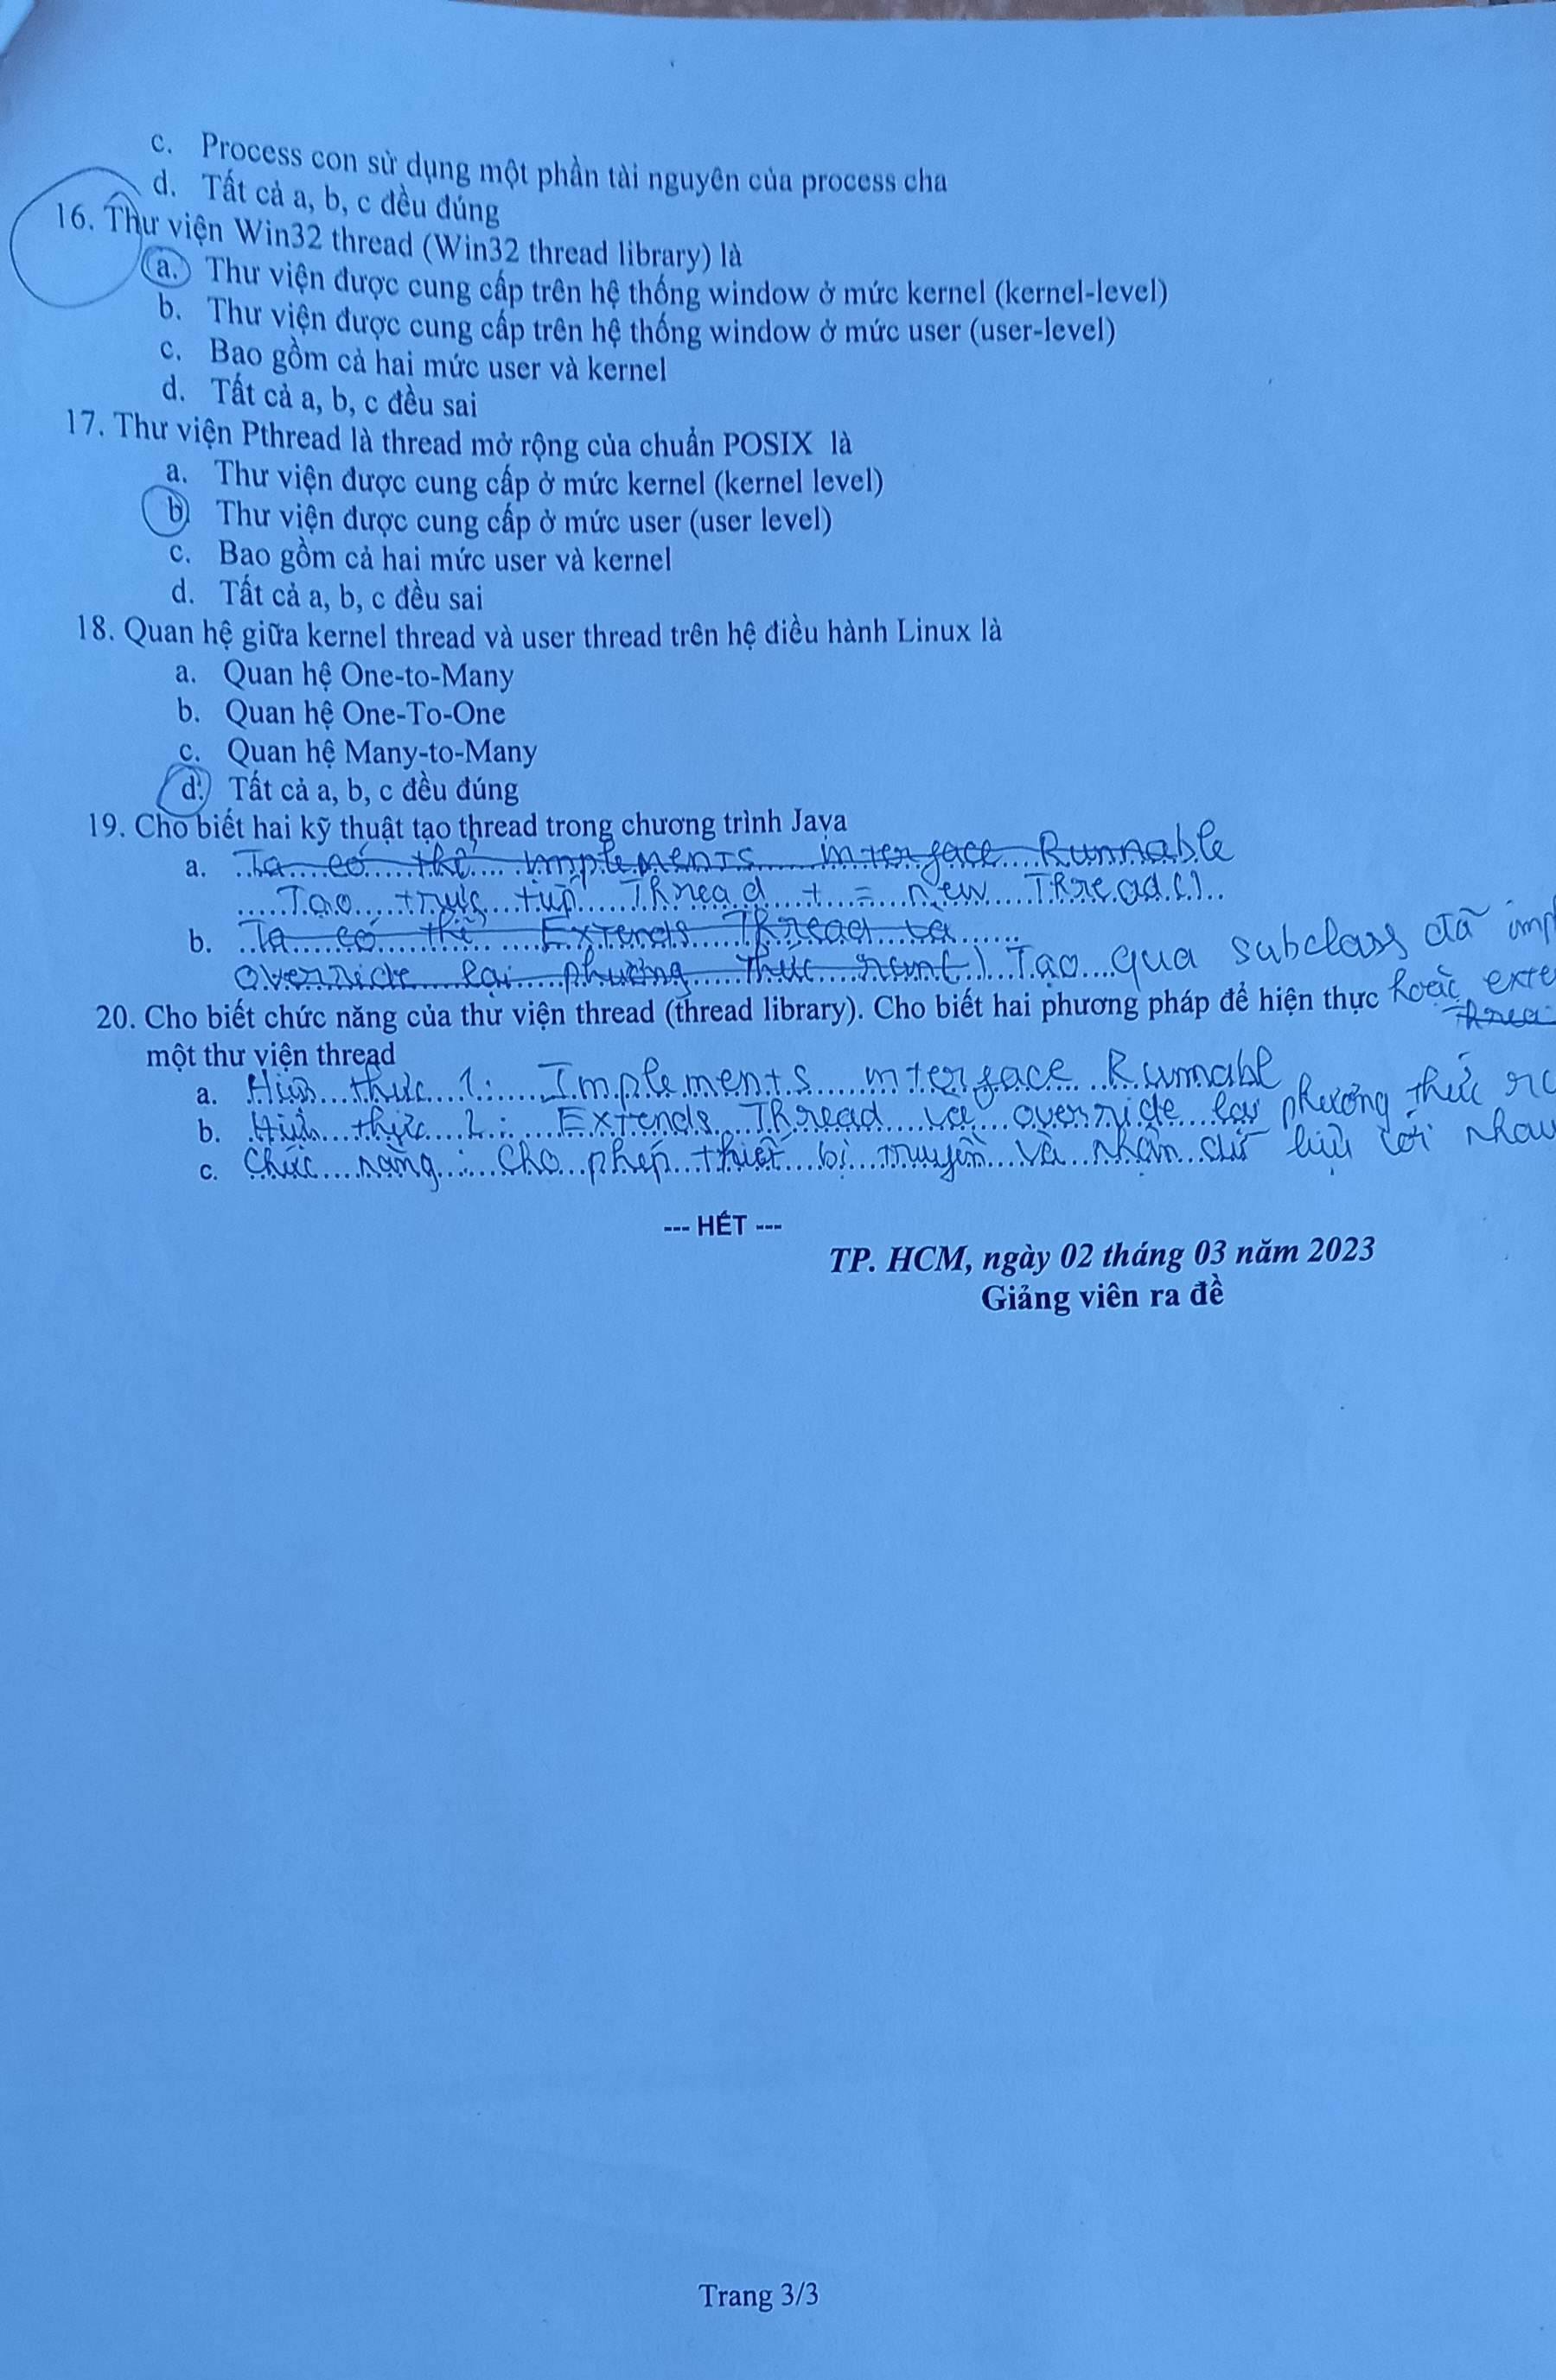 c. Process con sử dụng một phần tài nguyên của process cha
d. Tất cả a, b, c đều đúng
16. Thư viện Win32 thread (Win32 thread library) là
a. Thư viện được cung cấp trên hệ thống window ở mức kernel (kernel-level)
b. Thư viện được cung cấp trên hệ thống window ở mức user (user-level)
c. Bao gồm cả hai mức user và kernel
d. Tất cả a, b, c đều sai
17. Thư viện Pthread là thread mở rộng của chuẩn POSIX là
a. Thư viện được cung cấp ở mức kernel (kernel level)
b. Thư viện được cung cấp ở mức user (user level)
c. Bao gồm cả hai mức user và kernel
d. Tất cả a, b, c đều sai
18. Quan hệ giữa kernel thread và user thread trên hệ điều hành Linux là
a. Quan hệ One-to-Many
b. Quan hệ One-To-One
c. Quan hệ Many-to-Many
d. Tất cả a, b, c đều đúng
19. Cho biết hai kỹ thuật tạo thread trong chương trình Java
a. Ta có thể implements interface Runnable
Tạo trực tiếp Thread t = new Thread()
b. Ta có thể Extends Thread và
Override lại phương thức run() Tạo qua subclass đã imp
20. Cho biết chức năng của thư viện thread (thread library). Cho biết hai phương pháp để hiện thực hoặc exte
một thư viện thread
a. Hiện thực 1: Implements interface Runnabl
b. Hiện thực 2: Extends Thread và override lại phương thức
c. Chức năng: Cho phép thiết bị truyền và nhận dữ liệu với nhau
--- HẾT ---
TP. HCM, ngày 02 tháng 03 năm 2023
Giảng viên ra đề
Trang 3/3